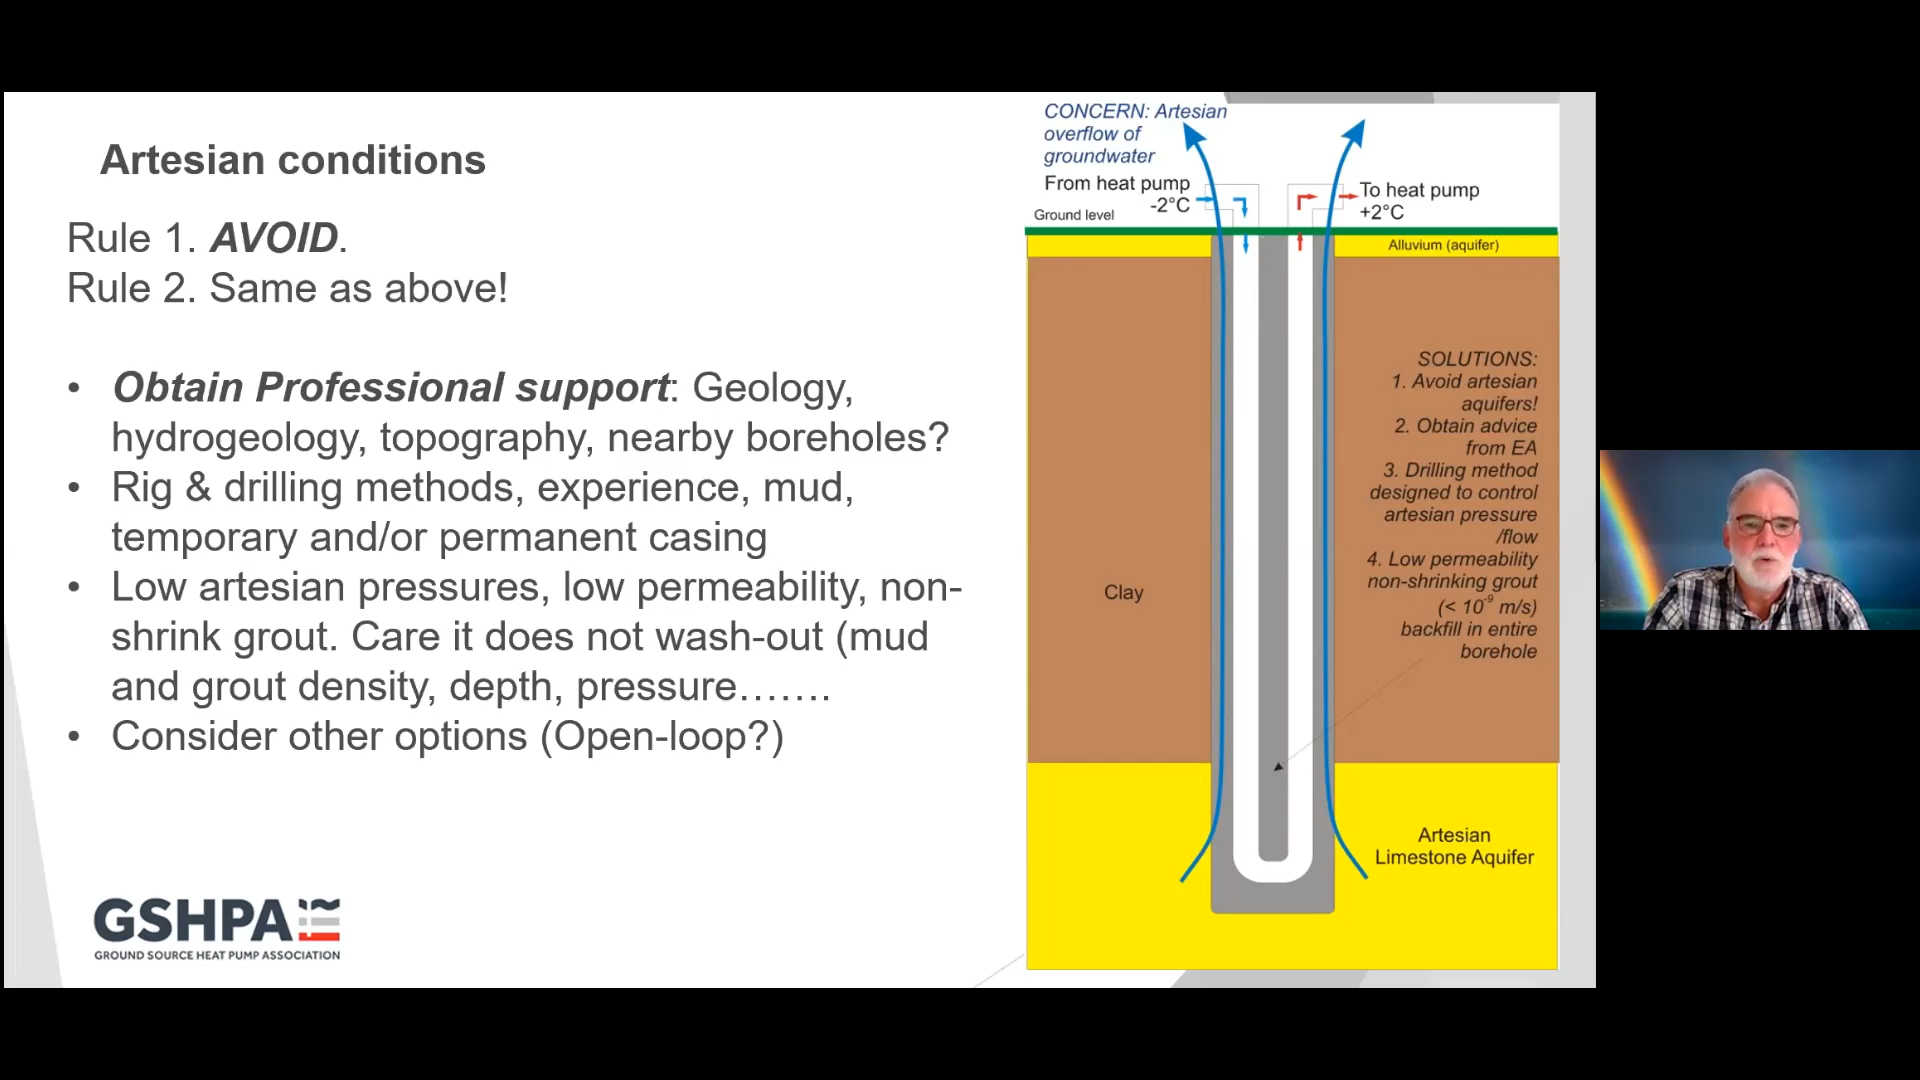 Artesian conditions
Rule 1. AVOID.
Rule 2. Same as above!
• Obtain Professional support: Geology,
hydrogeology, topography, nearby boreholes?
• Rig & drilling methods, experience, mud,
temporary and/or permanent casing
• Low artesian pressures, low permeability, non-
shrink grout. Care it does not wash-out (mud
and grout density, depth, pressure.......
• Consider other options (Open-loop?)
GSHPA
GROUND SOURCE HEAT PUMP ASSOCIATION
CONCERN: Artesian
overflow of
groundwater
From heat pump
-2°C
To heat pump
+2°C
Ground level
Alluvium (aquifer)
SOLUTIONS:
1. Avoid artesian
aquifers!
2. Obtain advice
from EA
3. Drilling method
designed to control
artesian pressure
/flow
4. Low permeability
non-shrinking grout
(< 10⁻⁹ m/s)
backfill in entire
borehole
Clay
Artesian
Limestone Aquifer